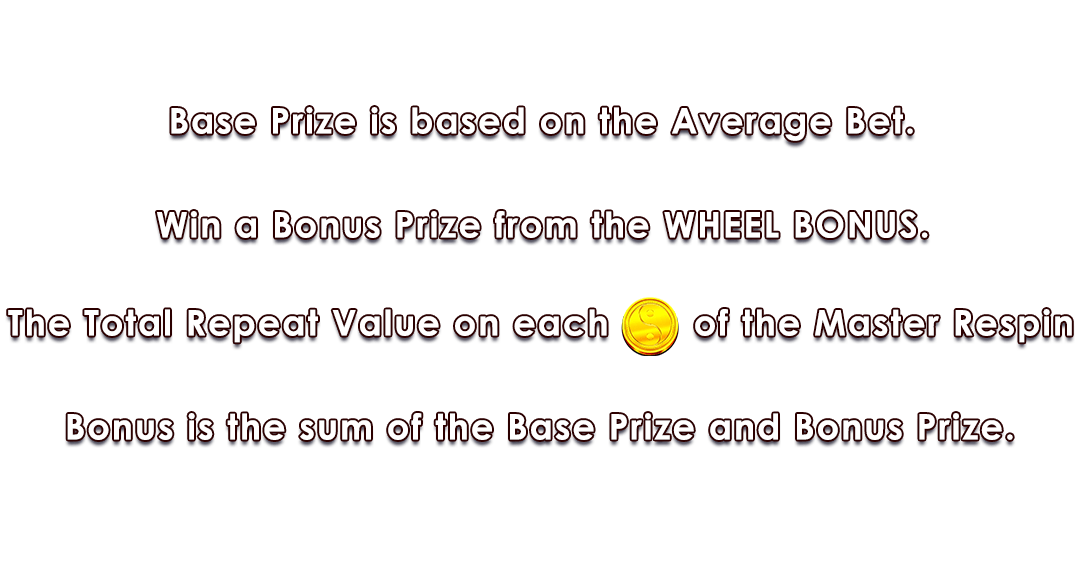 Base Prize is based on the Average Bet.
Win a Bonus Prize from the WHEEL BONUS.
The Total Repeat Value on each of the Master Respin
Bonus is the sum of the Base Prize and Bonus Prize.